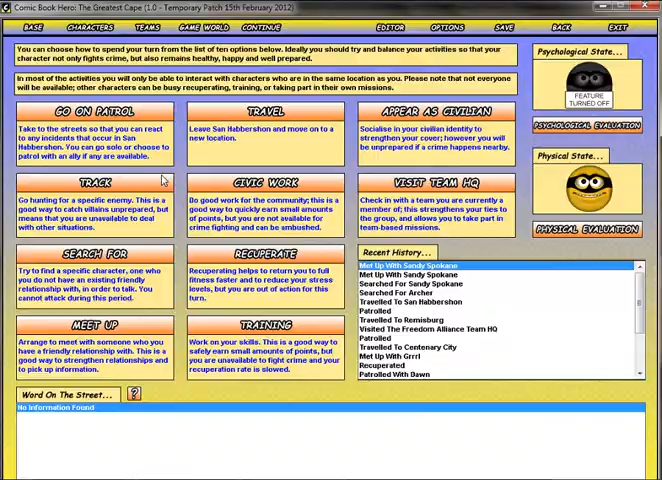 Comic Book Hero: The Greatest Cape (1.0 - Temporary Patch 15th February 2012)
BASE CHARACTERS TEAMS GAME WORLD CONTINUE EDITOR OPTIONS SAVE BACK EXIT
You can choose how to spend your turn from the list of ten options below. Ideally you should try and balance your activities so that your
character not only fights crime, but also remains healthy, happy and well prepared.
In most of the activities you will only be able to interact with characters who are in the same location as you. Please note that not everyone
will be available; other characters can be busy recuperating, training, or taking part in their own missions.
GO ON PATROL
Take to the streets so that you can react
to any incidents that occur in San
Habbershon. You can go solo or choose to
patrol with an ally if any are available.
TRAVEL
Leave San Habbershon and move on to a
new location.
APPEAR AS CIVILIAN
Socialise in your civilian identity to
strengthen your cover; however you will
be unprepared if a crime happens nearby.
TRACK
Go hunting for a specific enemy. This is a
good way to catch villains unprepared, but
means that you are unavailable to deal
with other situations.
CIVIC WORK
Do good work for the community; this is a
good way to quickly earn small amounts
of points, but you are not available for
crime fighting and can be ambushed.
VISIT TEAM HQ
Check in with a team you are currently a
member of; this strengthens your ties to
the group, and allows you to take part in
team-based missions.
SEARCH FOR
Try to find a specific character, one who
you do not have an existing friendly
relationship with, in order to talk. You
cannot attack during this period.
RECUPERATE
Recuperating helps to return you to full
fitness faster and to reduce your stress
levels, but you are out of action for this
turn.
MEET UP
Arrange to meet with someone who you
have a friendly relationship with. This is a
good way to strengthen relationships and
to pick up information.
TRAINING
Work on your skills. This is a good way to
safely earn small amounts of points, but
you are unavailable to fight crime and your
recuperation rate is slowed.
Recent History...
Met Up With Sandy Spokane
Met Up With Sandy Spokane
Searched For Sandy Spokane
Searched For Archer
Travelled To San Habbershon
Patrolled
Travelled To Remisburg
Visited The Freedom Alliance Team HQ
Patrolled
Travelled To Centenary City
Met Up With Grrrl
Recuperated
Patrolled With Dawn
Psychological State...
FEATURE
TURNED OFF
PSYCHOLOGICAL EVALUATION
Physical State...
PHYSICAL EVALUATION
Word On The Street...
?
No Information Found